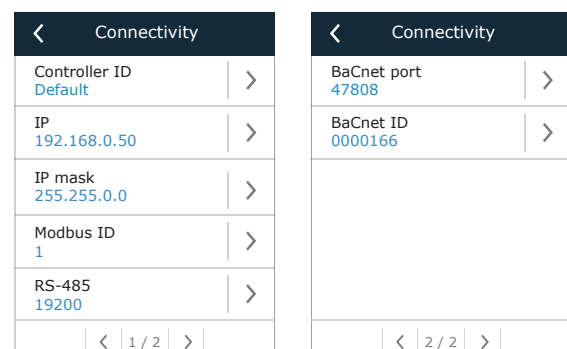 Connectivity
Controller ID
Default
IP
192.168.0.50
IP mask
255.255.0.0
Modbus ID
1
RS-485
19200
1 / 2
Connectivity
BaCnet port
47808
BaCnet ID
0000166
2 / 2